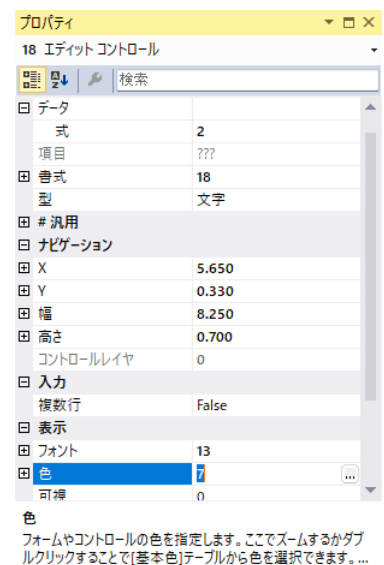 プロパティ
18 エディット コントロール
検索
データ
式 2
項目 ???
書式 18
型 文字
# 汎用
ナビゲーション
X 5.650
Y 0.330
幅 8.250
高さ 0.700
コントロールレイヤ 0
入力
複数行 False
表示
フォント 13
色 7 ...
可視 0
色
フォームやコントロールの色を指定します。ここでズームするかダブ
ルクリックすることで[基本色]テーブルから色を選択できます。...